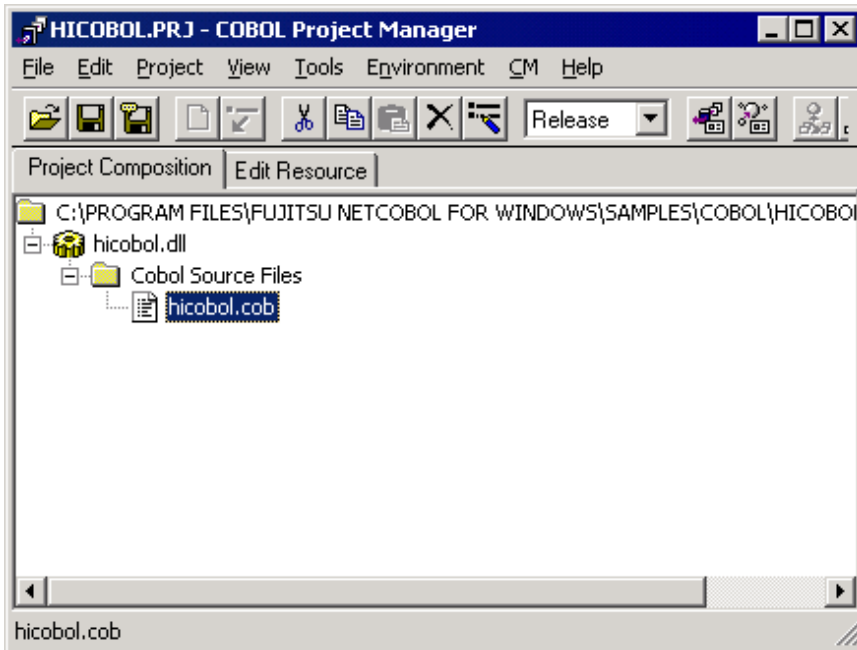 HICOBOL.PRJ - COBOL Project Manager
File Edit Project View Tools Environment CM Help
Release
Project Composition Edit Resource
C:\PROGRAM FILES\FUJITSU NETCOBOL FOR WINDOWS\SAMPLES\COBOL\HICOBOL
hicobol.dll
Cobol Source Files
hicobol.cob
hicobol.cob